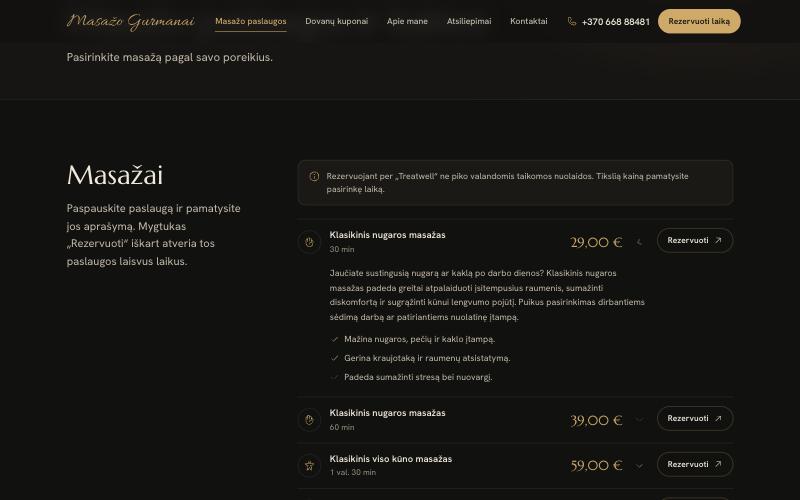 Masažo Gurmanai
Masažo paslaugos
Dovanų kuponai
Apie mane
Atsiliepimai
Kontaktai
+370 668 88481
Rezervuoti laiką
Pasirinkite masažą pagal savo poreikius.
Masažai
Paspauskite paslaugą ir pamatysite
jos aprašymą. Mygtukas
„Rezervuoti“ iškart atveria tos
paslaugos laisvus laikus.
Rezervuojant per „Treatwell“ ne piko valandomis taikomos nuolaidos. Tikslią kainą pamatysite
pasirinkę laiką.
Klasikinis nugaros masažas
30 min
29,00 €
Rezervuoti
Jaučiate sustingusią nugarą ar kaklą po darbo dienos? Klasikinis nugaros
masažas padeda greitai atpalaiduoti įsitempusius raumenis, sumažinti
diskomfortą ir sugrąžinti kūnui lengvumo pojūtį. Puikus pasirinkimas dirbantiems
sėdimą darbą ar patiriantiems nuolatinę įtampą.
Mažina nugaros, pečių ir kaklo įtampą.
Gerina kraujotaką ir raumenų atsistatymą.
Padeda sumažinti stresą bei nuovargį.
Klasikinis nugaros masažas
60 min
39,00 €
Rezervuoti
Klasikinis viso kūno masažas
1 val. 30 min
59,00 €
Rezervuoti